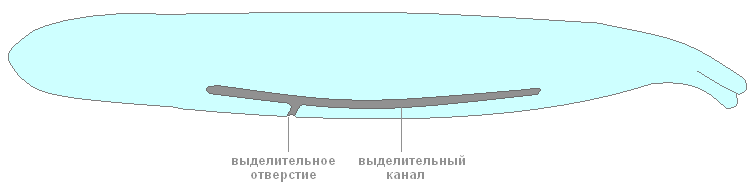 выделительное
отверстие
выделительный
канал